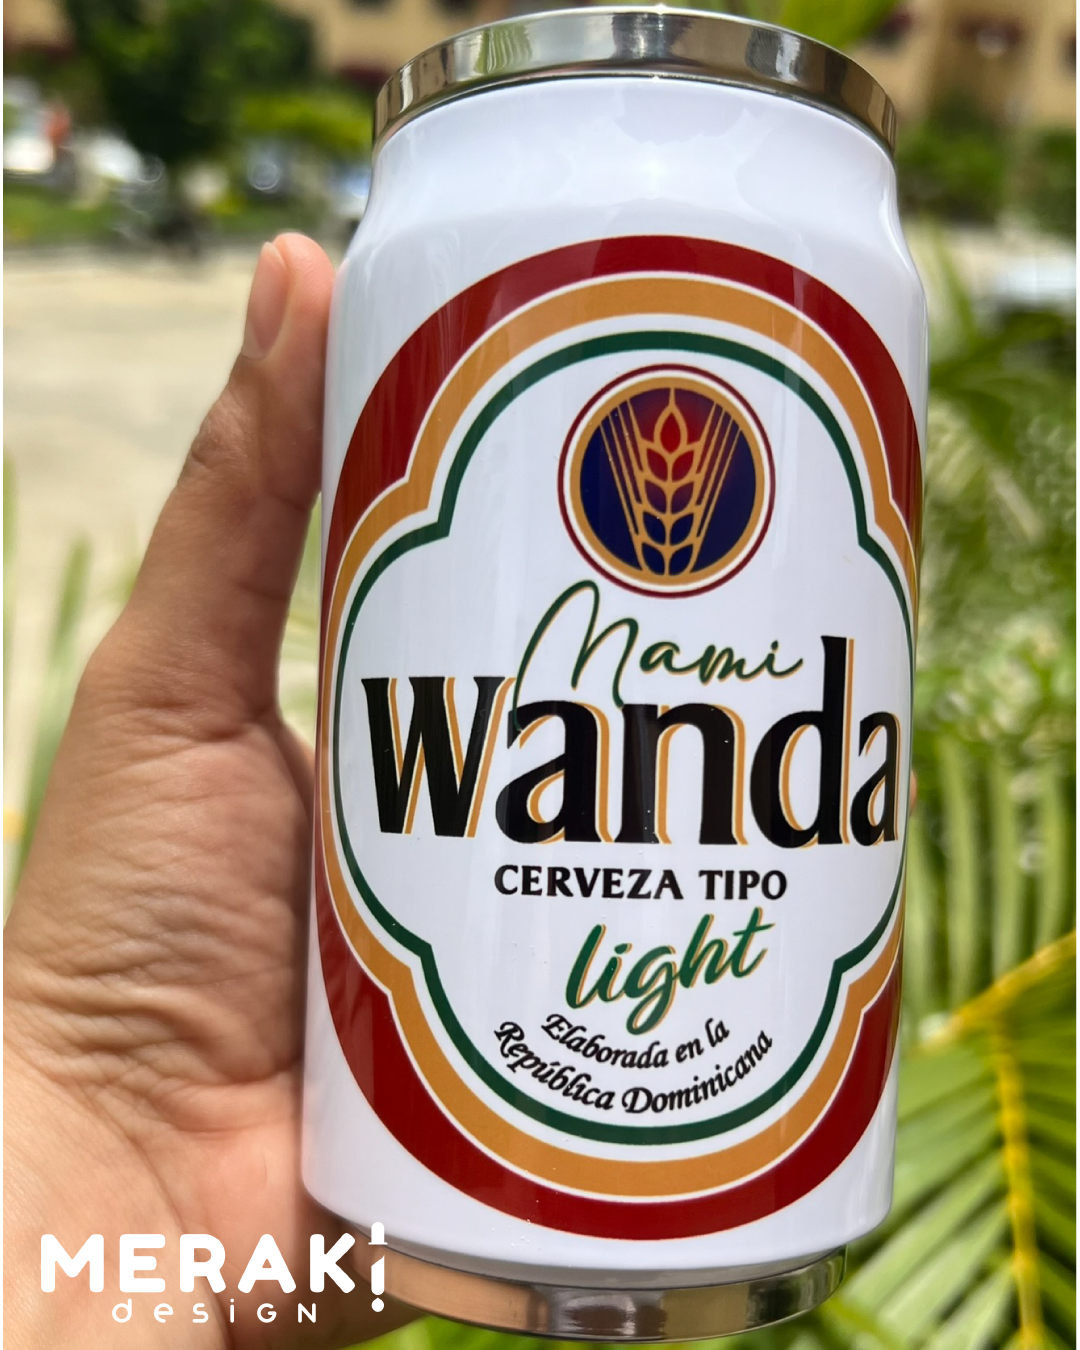 Mami
Wanda
CERVEZA TIPO
light
Elaborada en la
República Dominicana
MERAKI
design